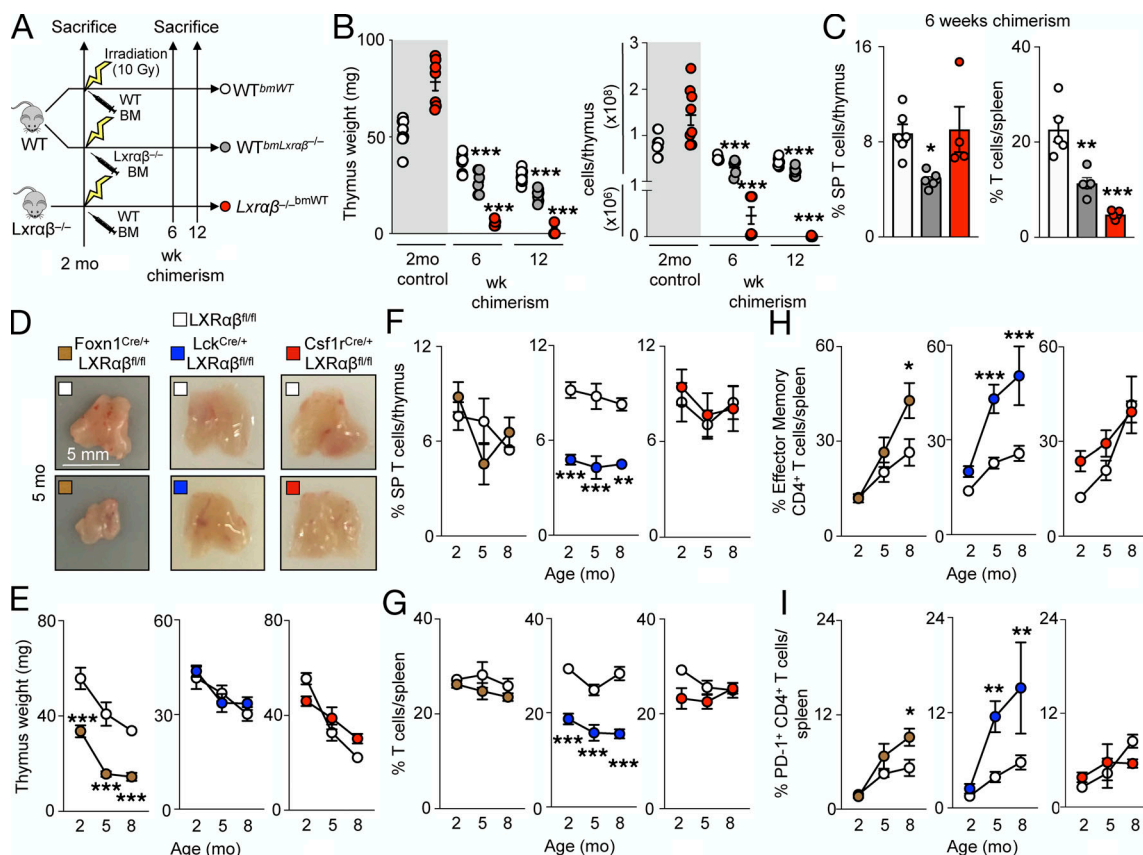 A
Sacrifice
Sacrifice
Irradiation
(10 Gy)
6
12
WT
BM
WT
WTbmWT
Lxrαβ–/–
BM
WTbmLxrαβ–/–
Lxrαβ–/–
WT
BM
Lxrαβ–/–bmWT
2 mo
6 12
wk
chimerism
B
Thymus weight (mg)
100
50
0
***
***
***
***
2mo
control
6
12
wk
chimerism
cells/thymus
(x10⁶) (x10⁸)
3
2
1
0
1
0
***
***
***
***
2mo
control
6
12
wk
chimerism
C
6 weeks chimerism
% SP T cells/thymus
16
8
0
*
% T cells/spleen
40
20
0
**
***
D
LXRαβfl/fl
Foxn1Cre/+
LXRαβfl/fl
LckCre/+
LXRαβfl/fl
Csf1rCre/+
LXRαβfl/fl
5 mm
5 mo
E
Thymus weight (mg)
80
40
0
***
***
***
2 5 8
60
30
0
2 5 8
80
40
0
2 5 8
Age (mo)
F
% SP T cells/thymus
12
6
0
2 5 8
12
6
0
***
***
**
2 5 8
12
6
0
2 5 8
Age (mo)
G
% T cells/spleen
40
20
0
2 5 8
40
20
0
***
***
***
2 5 8
40
20
0
2 5 8
Age (mo)
H
% Effector Memory
CD4+ T cells/spleen
60
30
0
*
2 5 8
60
30
0
***
***
2 5 8
60
30
0
2 5 8
Age (mo)
I
% PD-1+ CD4+ T cells/
spleen
24
12
0
*
2 5 8
24
12
0
**
**
2 5 8
24
12
0
2 5 8
Age (mo)